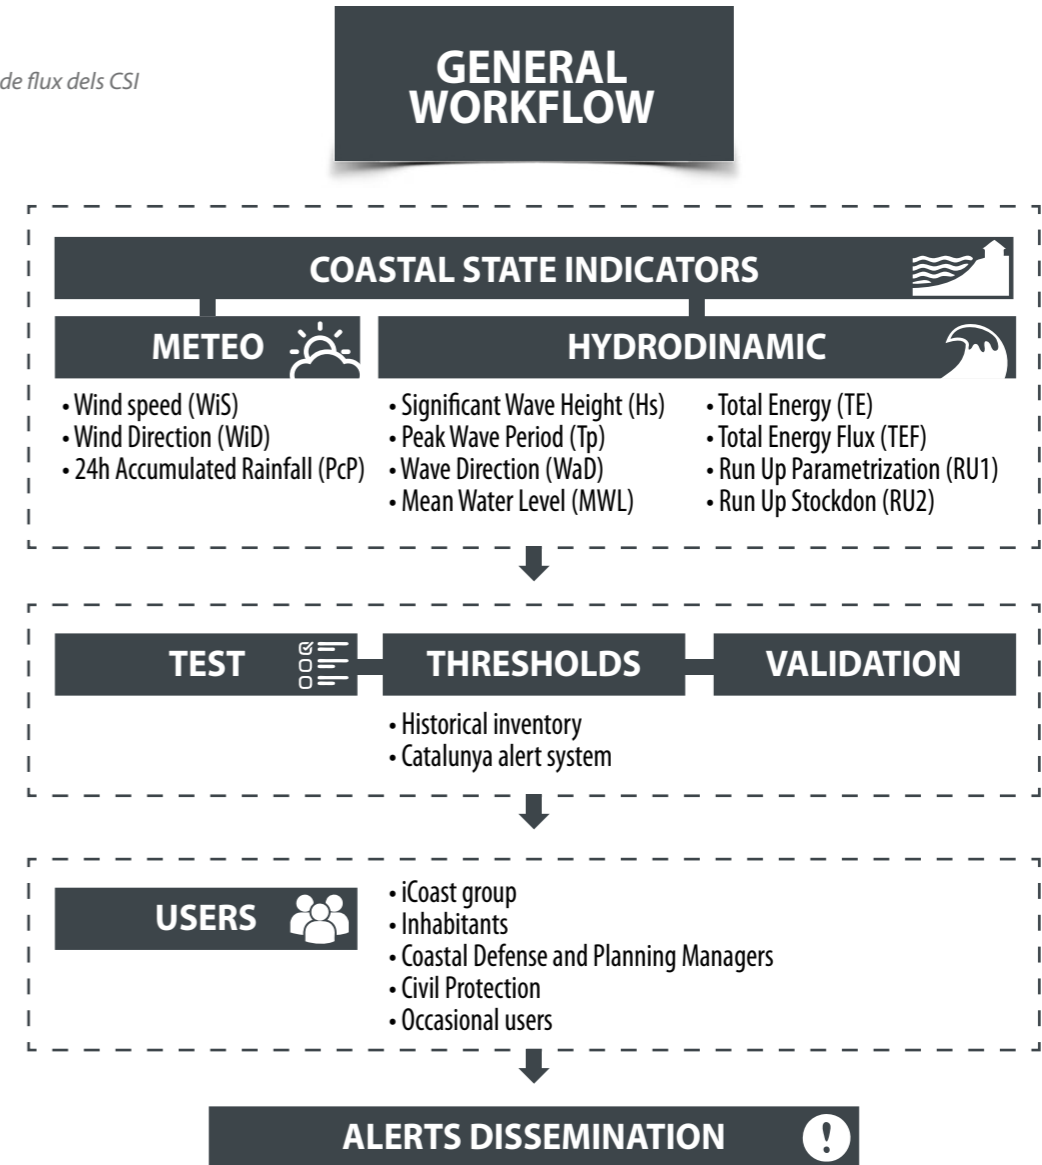 de flux dels CSI
GENERAL
WORKFLOW
COASTAL STATE INDICATORS
METEO
• Wind speed (WiS)
• Wind Direction (WiD)
• 24h Accumulated Rainfall (PcP)
HYDRODINAMIC
• Significant Wave Height (Hs)
• Peak Wave Period (Tp)
• Wave Direction (WaD)
• Mean Water Level (MWL)
• Total Energy (TE)
• Total Energy Flux (TEF)
• Run Up Parametrization (RU1)
• Run Up Stockdon (RU2)
TEST
THRESHOLDS
• Historical inventory
• Catalunya alert system
VALIDATION
USERS
• iCoast group
• Inhabitants
• Coastal Defense and Planning Managers
• Civil Protection
• Occasional users
ALERTS DISSEMINATION